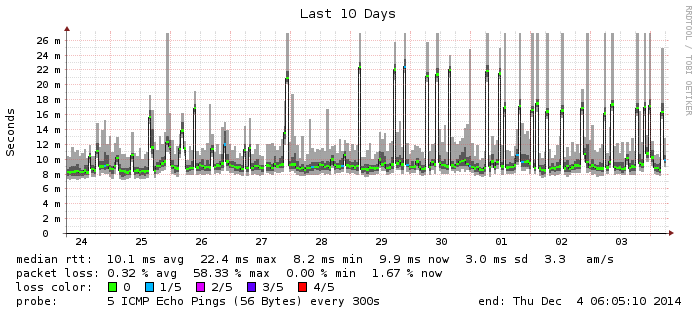 Last 10 Days
RRDTOOL / TOBI OETIKER
Seconds
26 m
24 m
22 m
20 m
18 m
16 m
14 m
12 m
10 m
8 m
6 m
4 m
2 m
0
24 25 26 27 28 29 30 01 02 03
median rtt: 10.1 ms avg 22.4 ms max 8.2 ms min 9.9 ms now 3.0 ms sd 3.3 am/s
packet loss: 0.32 % avg 58.33 % max 0.00 % min 1.67 % now
loss color: 0 1/5 2/5 3/5 4/5
probe: 5 ICMP Echo Pings (56 Bytes) every 300s end: Thu Dec 4 06:05:10 2014